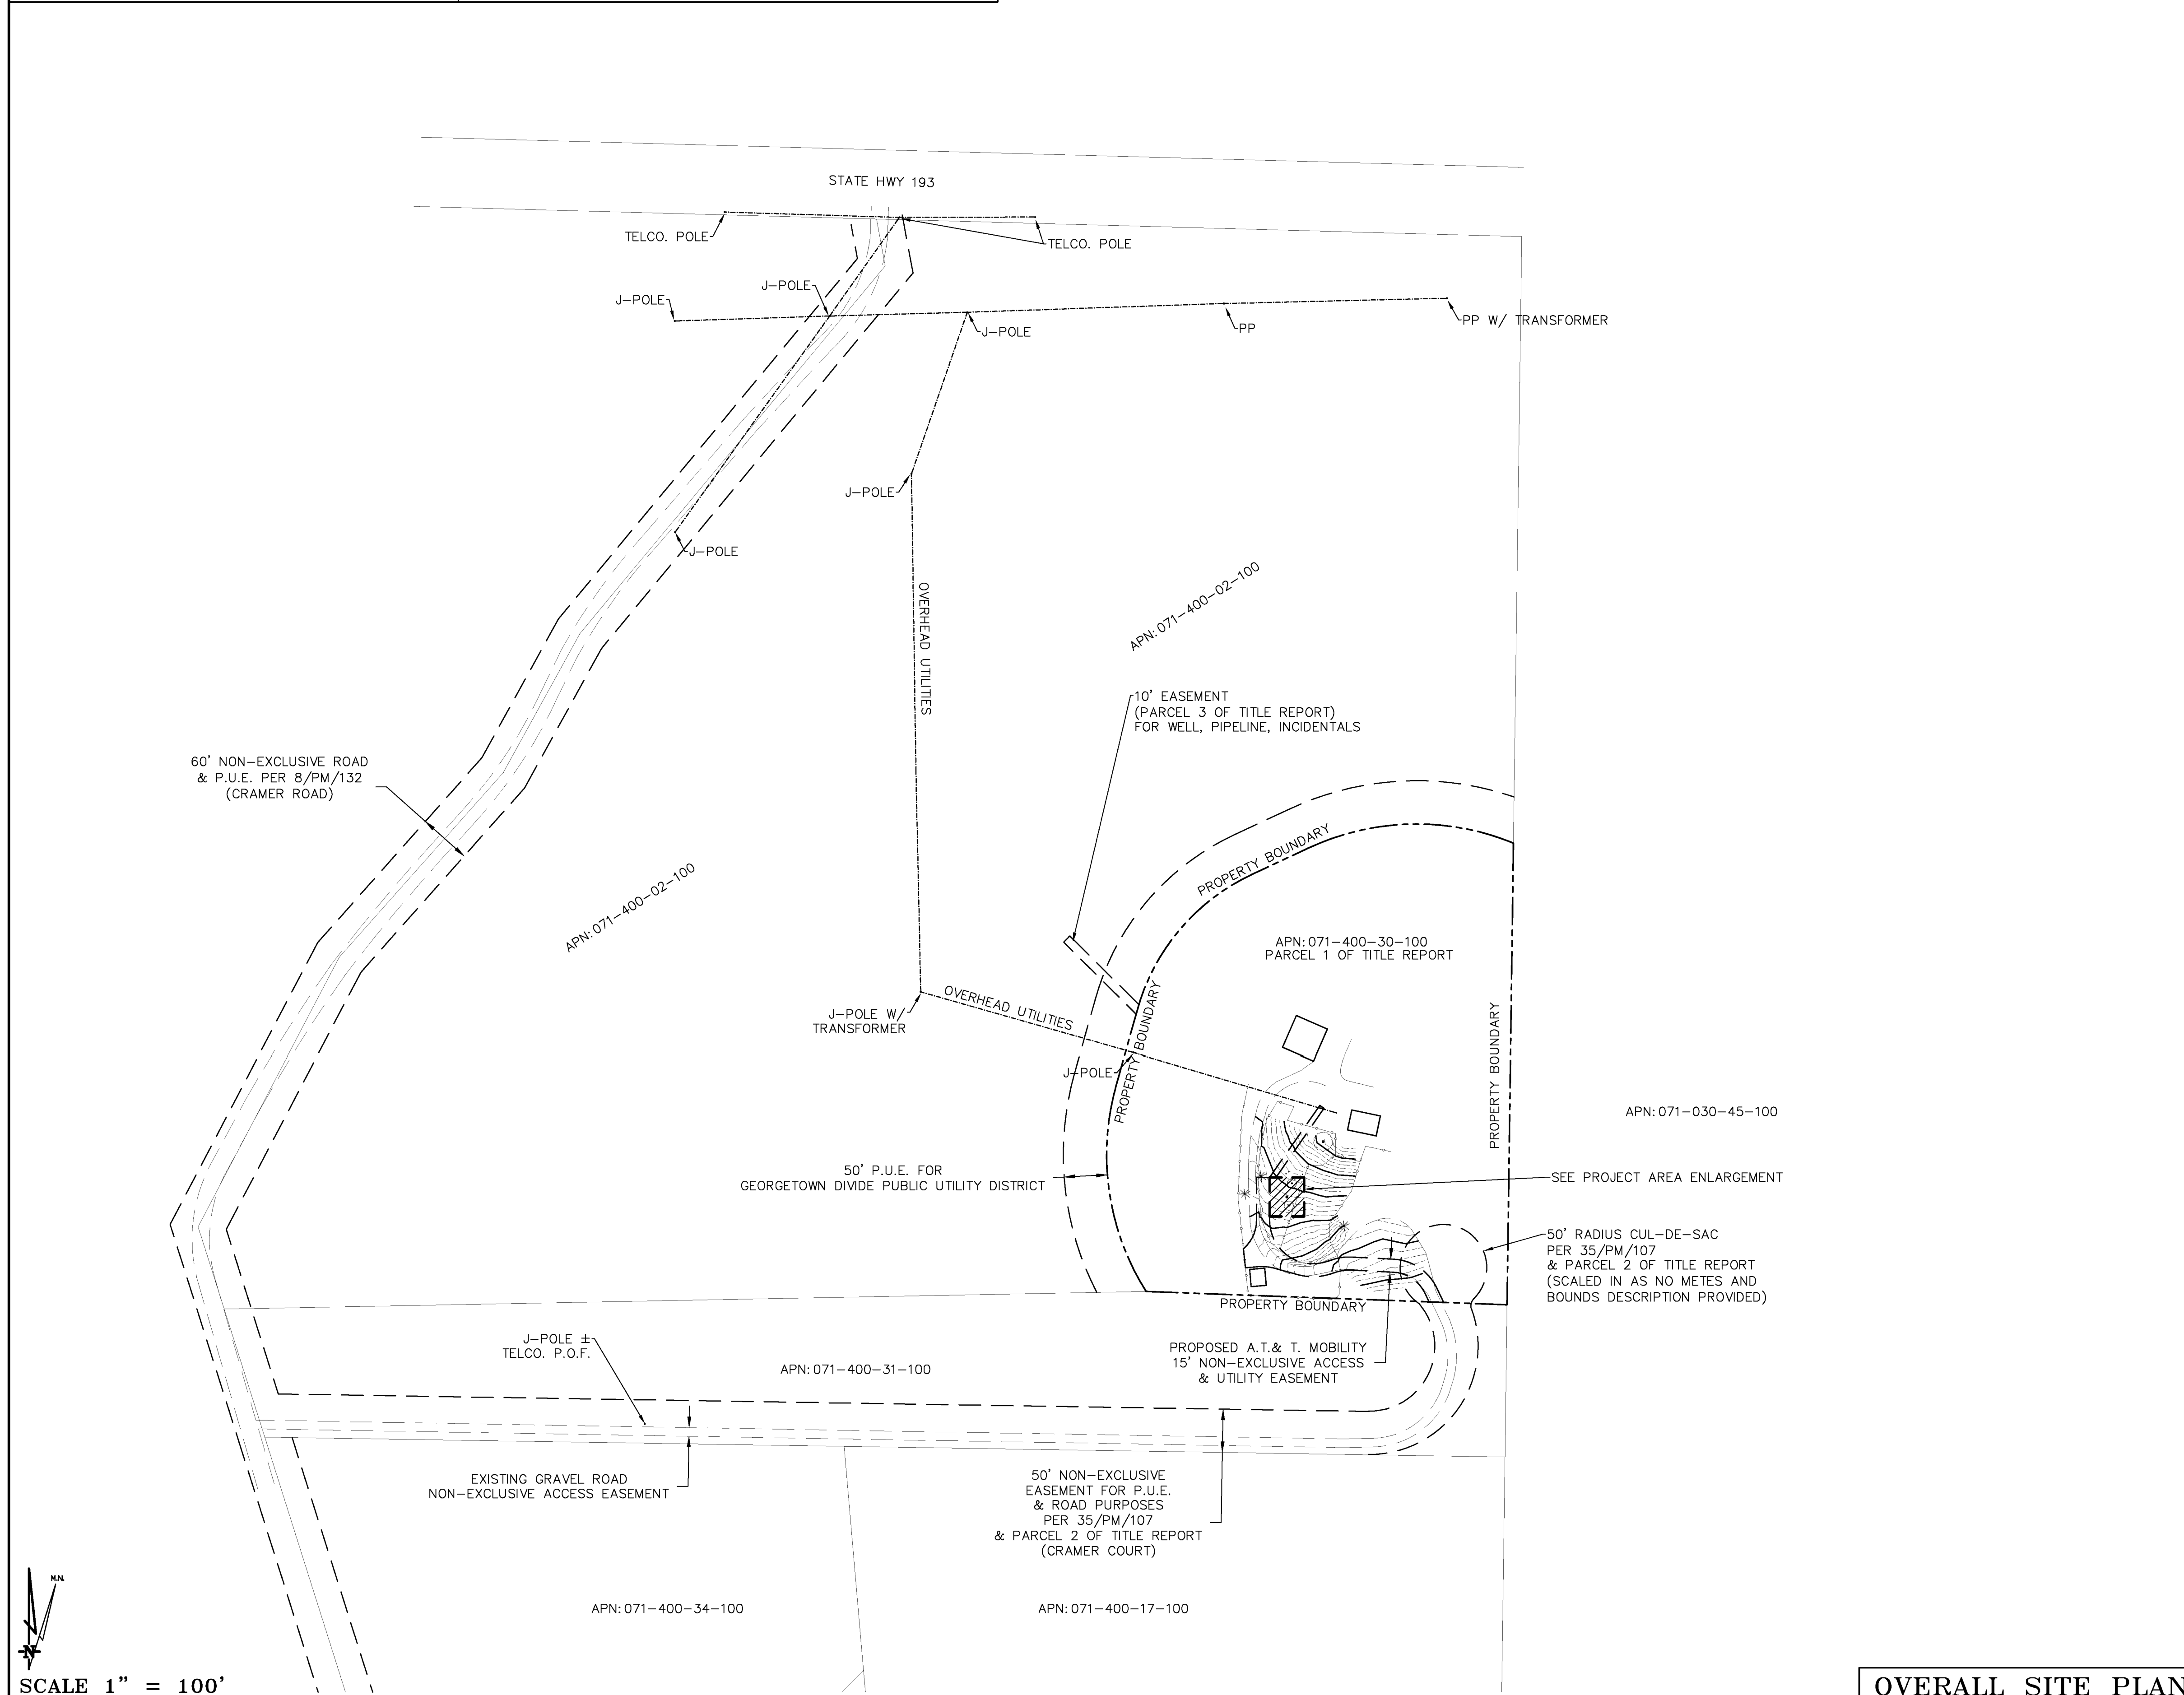 STATE HWY 193
TELCO. POLE
TELCO. POLE
J-POLE
J-POLE
J-POLE
PP
PP W/ TRANSFORMER
J-POLE
J-POLE
OVERHEAD UTILITIES
APN: 071-400-02-100
10' EASEMENT
(PARCEL 3 OF TITLE REPORT)
FOR WELL, PIPELINE, INCIDENTALS
60' NON-EXCLUSIVE ROAD
& P.U.E. PER 8/PM/132
(CRAMER ROAD)
APN: 071-400-02-100
PROPERTY BOUNDARY
APN: 071-400-30-100
PARCEL 1 OF TITLE REPORT
OVERHEAD UTILITIES
J-POLE W/
TRANSFORMER
PROPERTY BOUNDARY
J-POLE
PROPERTY BOUNDARY
APN: 071-030-45-100
50' P.U.E. FOR
GEORGETOWN DIVIDE PUBLIC UTILITY DISTRICT
SEE PROJECT AREA ENLARGEMENT
50' RADIUS CUL-DE-SAC
PER 35/PM/107
& PARCEL 2 OF TITLE REPORT
(SCALED IN AS NO METES AND
BOUNDS DESCRIPTION PROVIDED)
PROPERTY BOUNDARY
J-POLE ±
TELCO. P.O.F.
APN: 071-400-31-100
PROPOSED A.T.& T. MOBILITY
15' NON-EXCLUSIVE ACCESS
& UTILITY EASEMENT
EXISTING GRAVEL ROAD
NON-EXCLUSIVE ACCESS EASEMENT
50' NON-EXCLUSIVE
EASEMENT FOR P.U.E.
& ROAD PURPOSES
PER 35/PM/107
& PARCEL 2 OF TITLE REPORT
(CRAMER COURT)
M.N.
N
APN: 071-400-34-100
APN: 071-400-17-100
SCALE 1" = 100'
OVERALL SITE PLAN